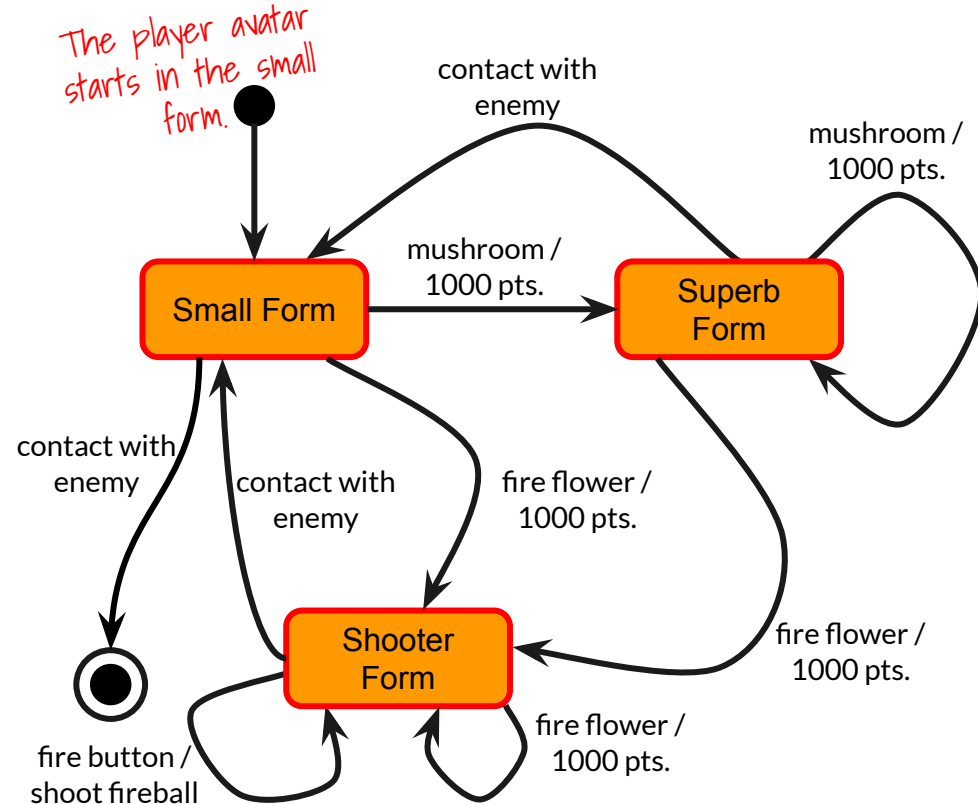 The player avatar
starts in the small
form.
contact with
enemy
mushroom /
1000 pts.
mushroom /
1000 pts.
Small Form
Superb
Form
contact with
enemy
contact with
enemy
fire flower /
1000 pts.
fire flower /
1000 pts.
Shooter
Form
fire flower /
1000 pts.
fire button /
shoot fireball